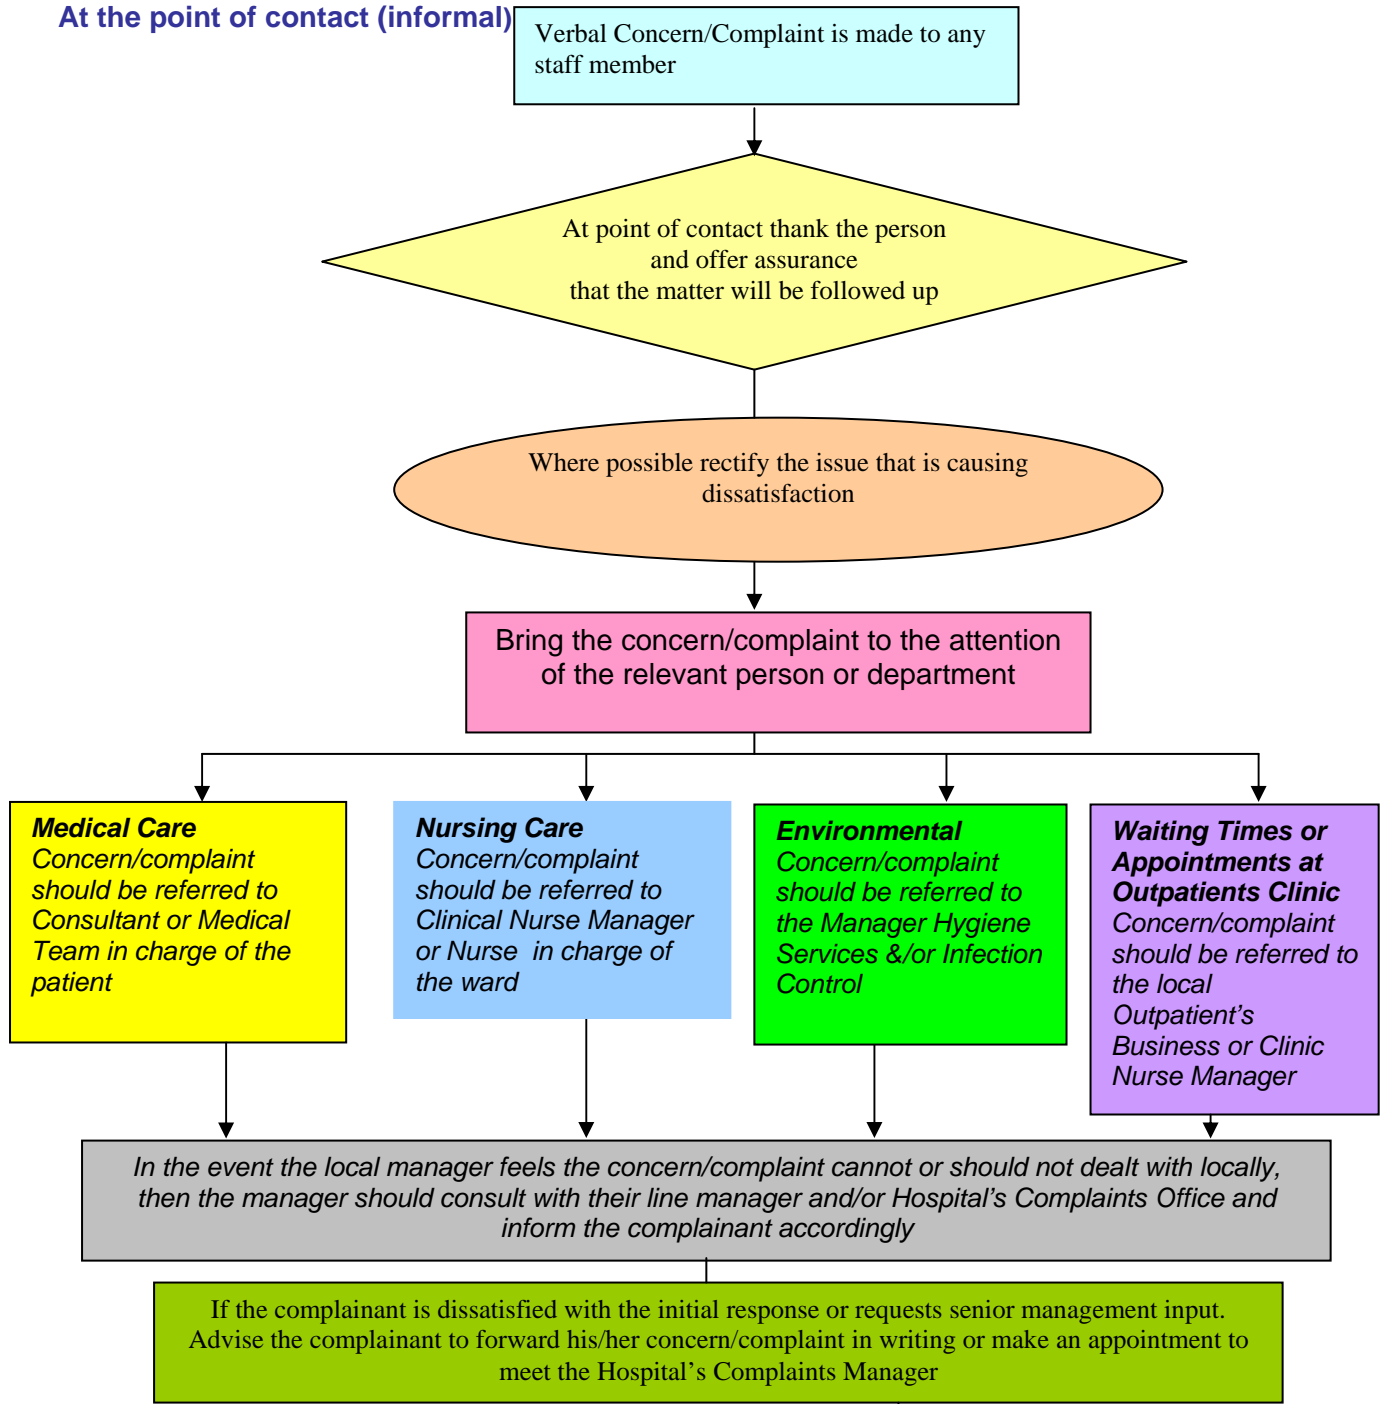 At the point of contact (informal)
Verbal Concern/Complaint is made to any
staff member
At point of contact thank the person
and offer assurance
that the matter will be followed up
Where possible rectify the issue that is causing
dissatisfaction
Bring the concern/complaint to the attention
of the relevant person or department
Medical Care
Concern/complaint
should be referred to
Consultant or Medical
Team in charge of the
patient
Nursing Care
Concern/complaint
should be referred to
Clinical Nurse Manager
or Nurse  in charge of
the ward
Environmental
Concern/complaint
should be referred to
the Manager Hygiene
Services &/or Infection
Control
Waiting Times or
Appointments at
Outpatients Clinic
Concern/complaint
should be referred to
the local
Outpatient’s
Business or Clinic
Nurse Manager
In the event the local manager feels the concern/complaint cannot or should not dealt with locally,
then the manager should consult with their line manager and/or Hospital’s Complaints Office and
inform the complainant accordingly
If the complainant is dissatisfied with the initial response or requests senior management input.
Advise the complainant to forward his/her concern/complaint in writing or make an appointment to
meet the Hospital’s Complaints Manager